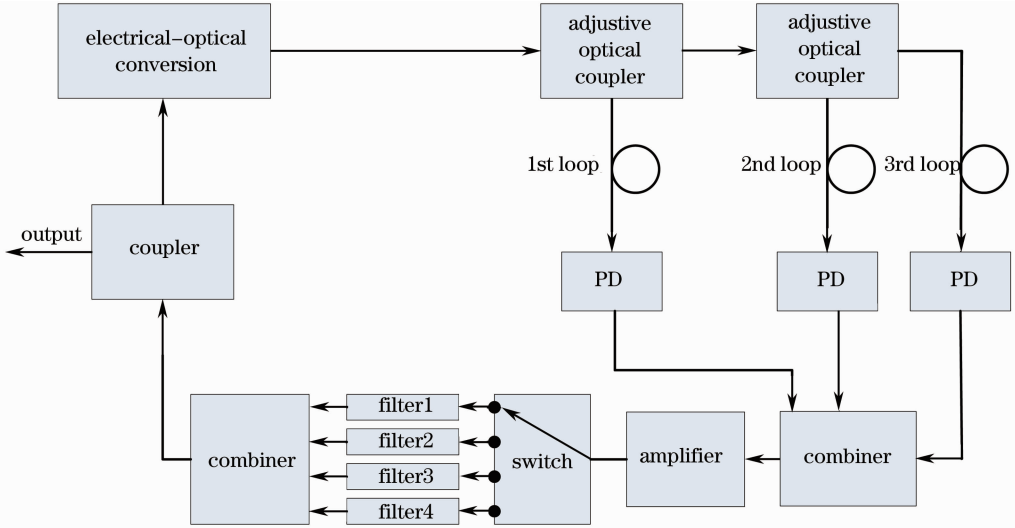 electrical-optical
conversion
adjustive
optical
coupler
adjustive
optical
coupler
1st loop
2nd loop
3rd loop
output
coupler
PD
PD
PD
combiner
filter1
filter2
filter3
filter4
switch
amplifier
combiner